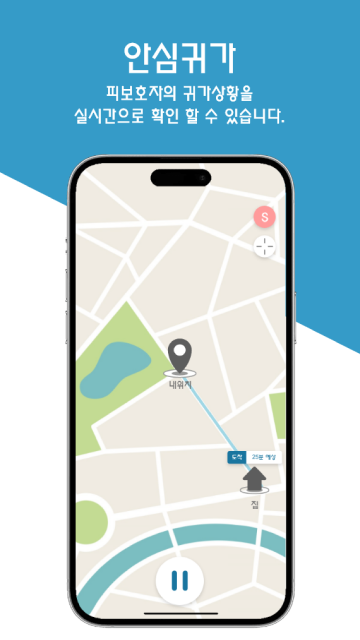 안심귀가
피보호자의 귀가상황을
실시간으로 확인 할 수 있습니다.
S
내위치
도착 25분 예상
집